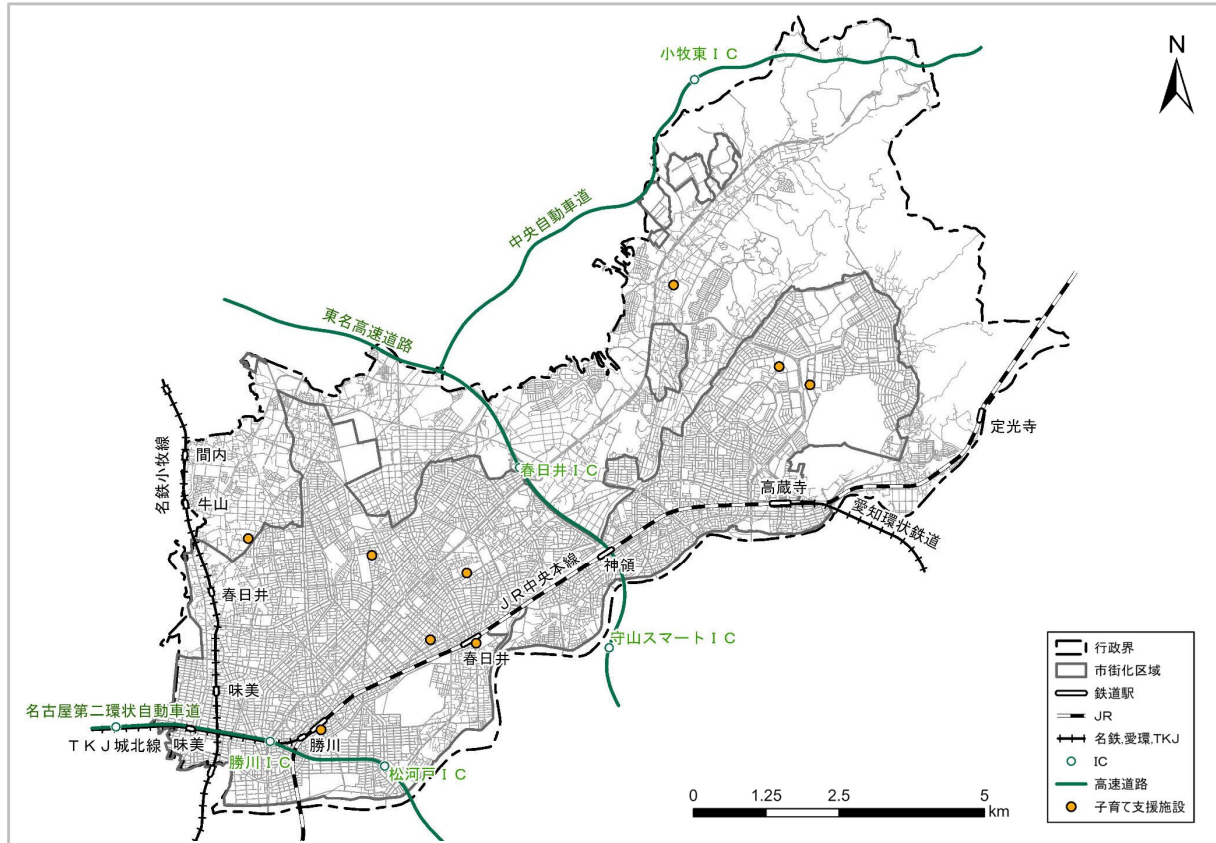 小牧東ＩＣ
N
中央自動車道
東名高速道路
名鉄小牧線
間内
牛山
春日井ＩＣ
高蔵寺
定光寺
愛知環状鉄道
ＪＲ中央本線
神領
春日井
守山スマートＩＣ
春日井
味美
名古屋第二環状自動車道
ＴＫＪ城北線
味美
勝川ＩＣ
勝川
松河戸ＩＣ
0 1.25 2.5 5
km
行政界
市街化区域
鉄道駅
JR
名鉄,愛環,TKJ
IC
高速道路
子育て支援施設